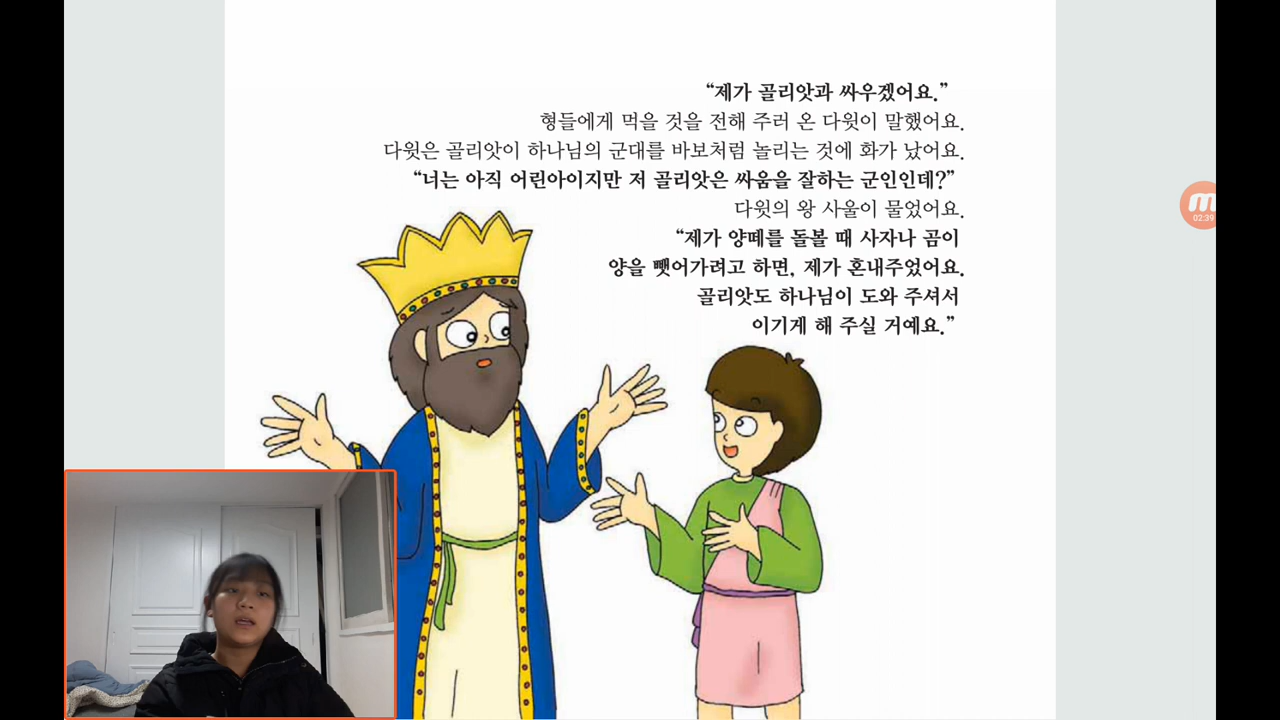 “제가 골리앗과 싸우겠어요.”
형들에게 먹을 것을 전해 주러 온 다윗이 말했어요.
다윗은 골리앗이 하나님의 군대를 바보처럼 놀리는 것에 화가 났어요.
“너는 아직 어린아이지만 저 골리앗은 싸움을 잘하는 군인인데?”
다윗의 왕 사울이 물었어요.
“제가 양떼를 돌볼 때 사자나 곰이
양을 뺏어가려고 하면, 제가 혼내주었어요.
골리앗도 하나님이 도와 주셔서
이기게 해 주실 거예요.”
02:39